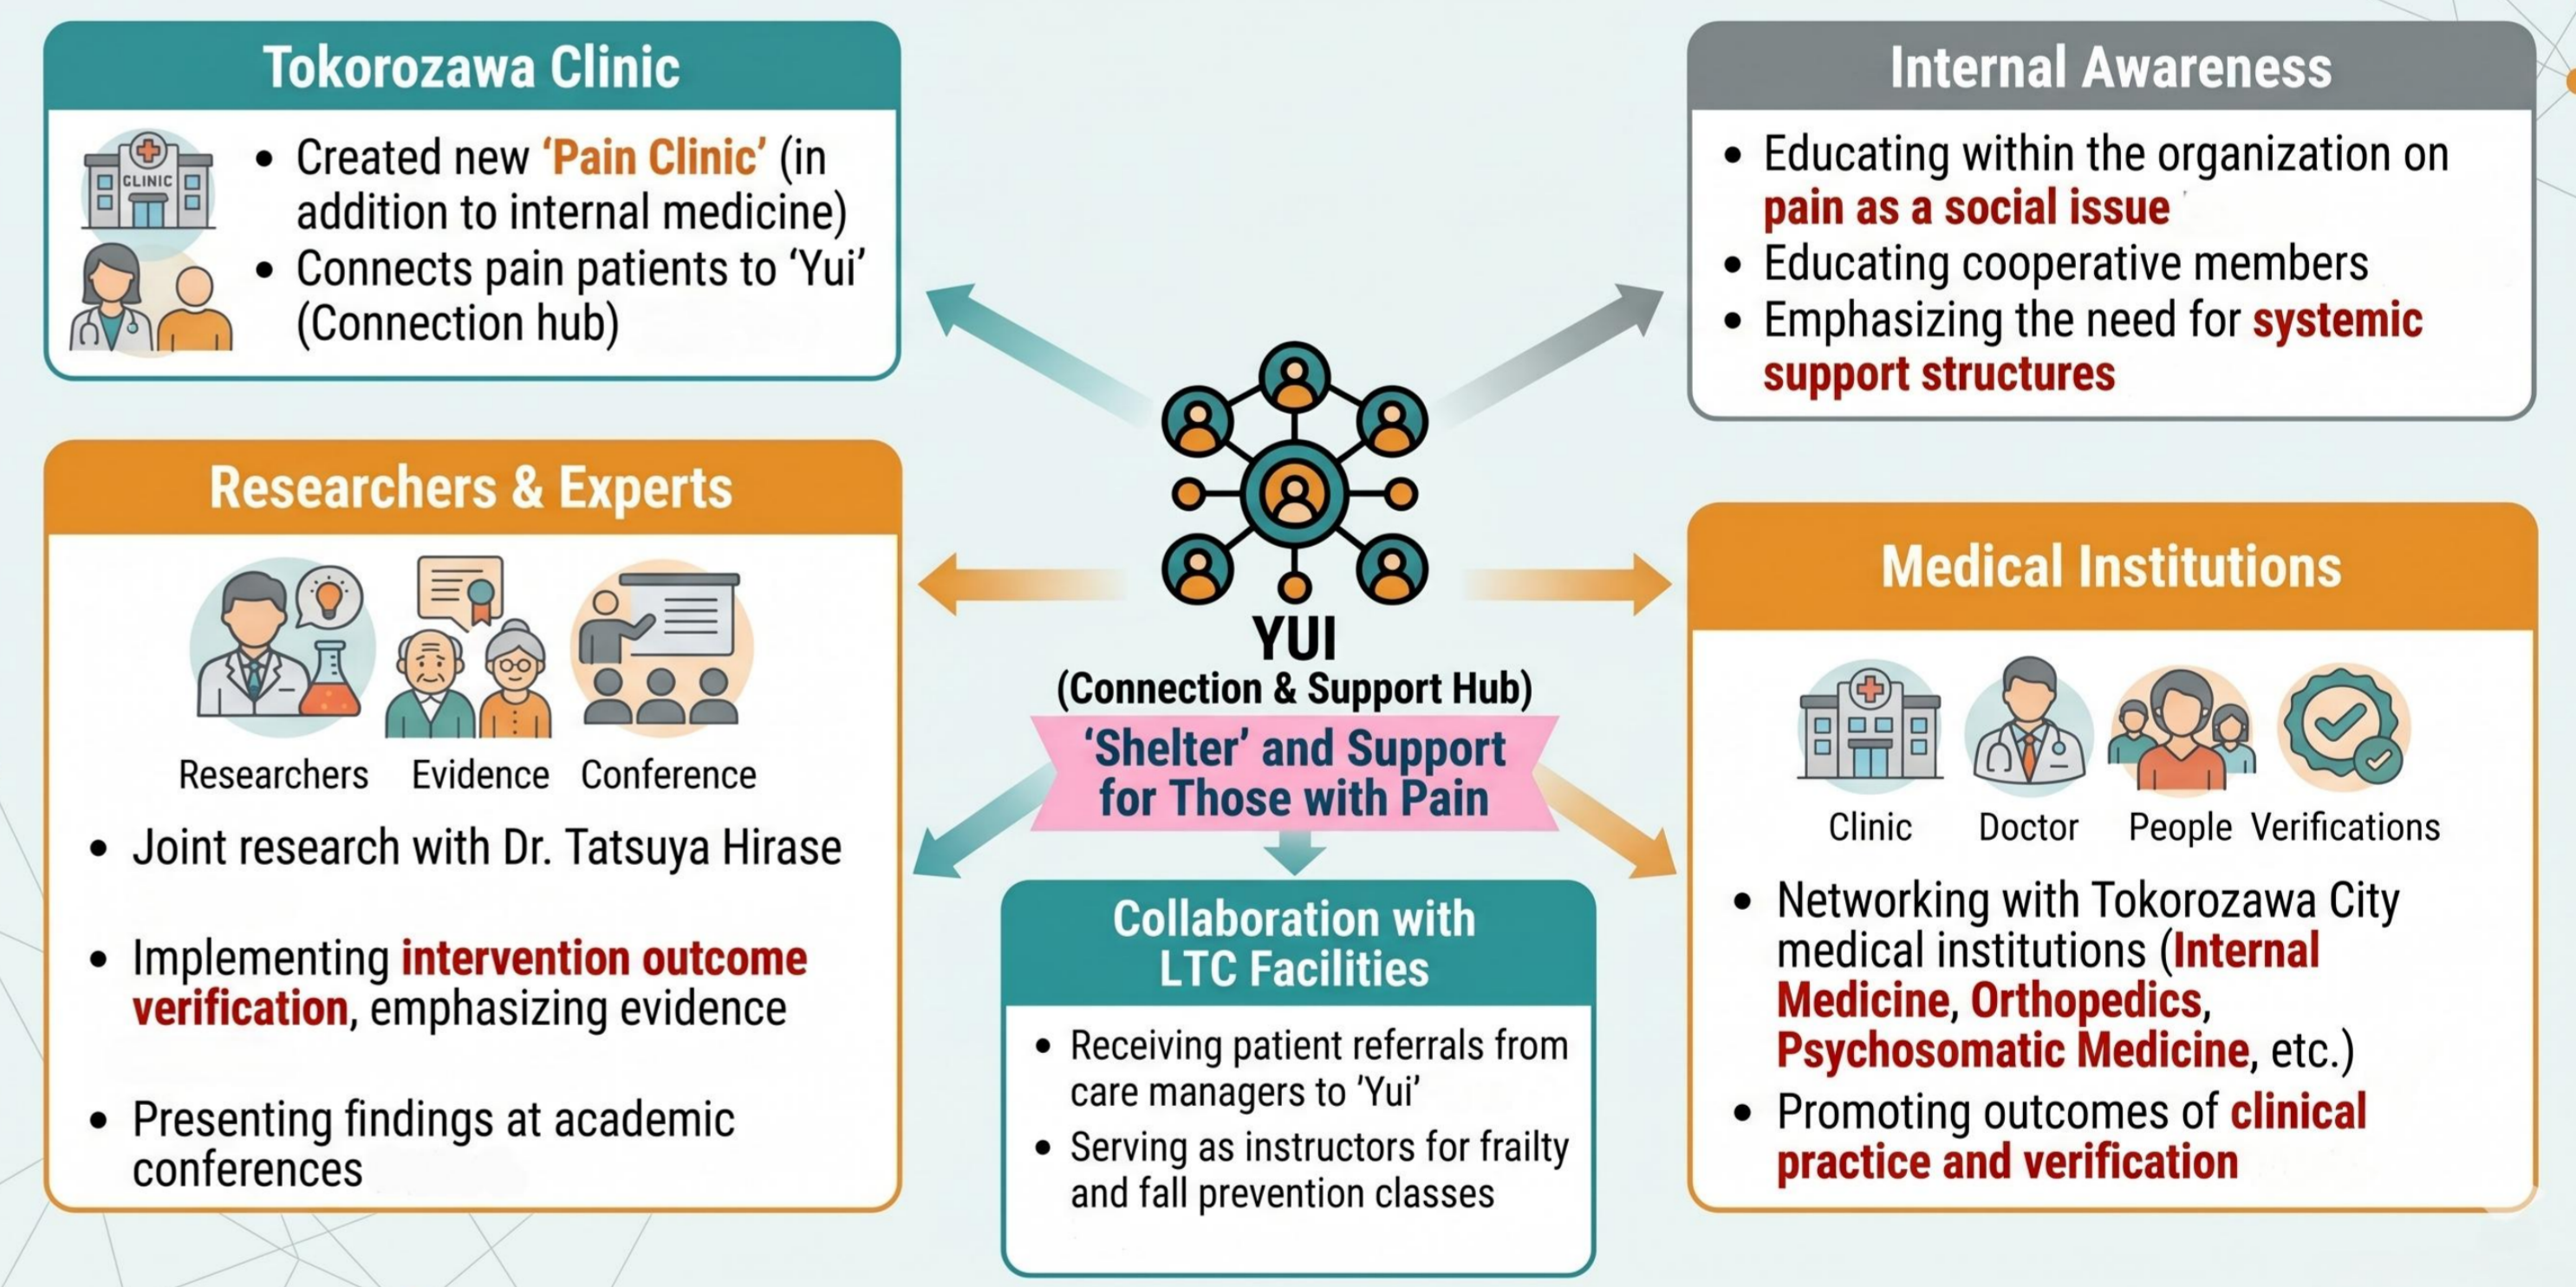 Tokorozawa Clinic
CLINIC
• Created new ‘Pain Clinic’ (in
addition to internal medicine)
• Connects pain patients to ‘Yui’
(Connection hub)
Internal Awareness
• Educating within the organization on
pain as a social issue
• Educating cooperative members
• Emphasizing the need for systemic
support structures
Researchers & Experts
Researchers Evidence Conference
• Joint research with Dr. Tatsuya Hirase
• Implementing intervention outcome
verification, emphasizing evidence
• Presenting findings at academic
conferences
YUI
(Connection & Support Hub)
‘Shelter’ and Support
for Those with Pain
Collaboration with
LTC Facilities
• Receiving patient referrals from
care managers to ’Yui’
• Serving as instructors for frailty
and fall prevention classes
Medical Institutions
Clinic Doctor People Verifications
• Networking with Tokorozawa City
medical institutions (Internal
Medicine, Orthopedics,
Psychosomatic Medicine, etc.)
• Promoting outcomes of clinical
practice and verification